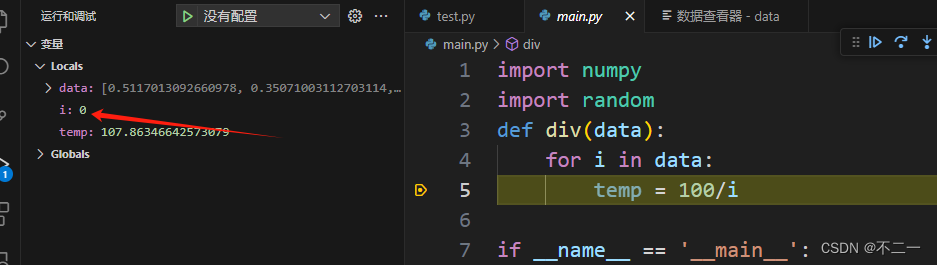 运行和调试
没有配置
变量
Locals
data: [0.5117013092660978, 0.35071003112703114,...
i: 0
temp: 107.86346642573079
Globals
1
test.py
main.py
数据查看器 - data
main.py > div
1 import numpy
2 import random
3 def div(data):
4 for i in data:
5 temp = 100/i
6
7 if __name__ == '__main__':
CSDN @不二一